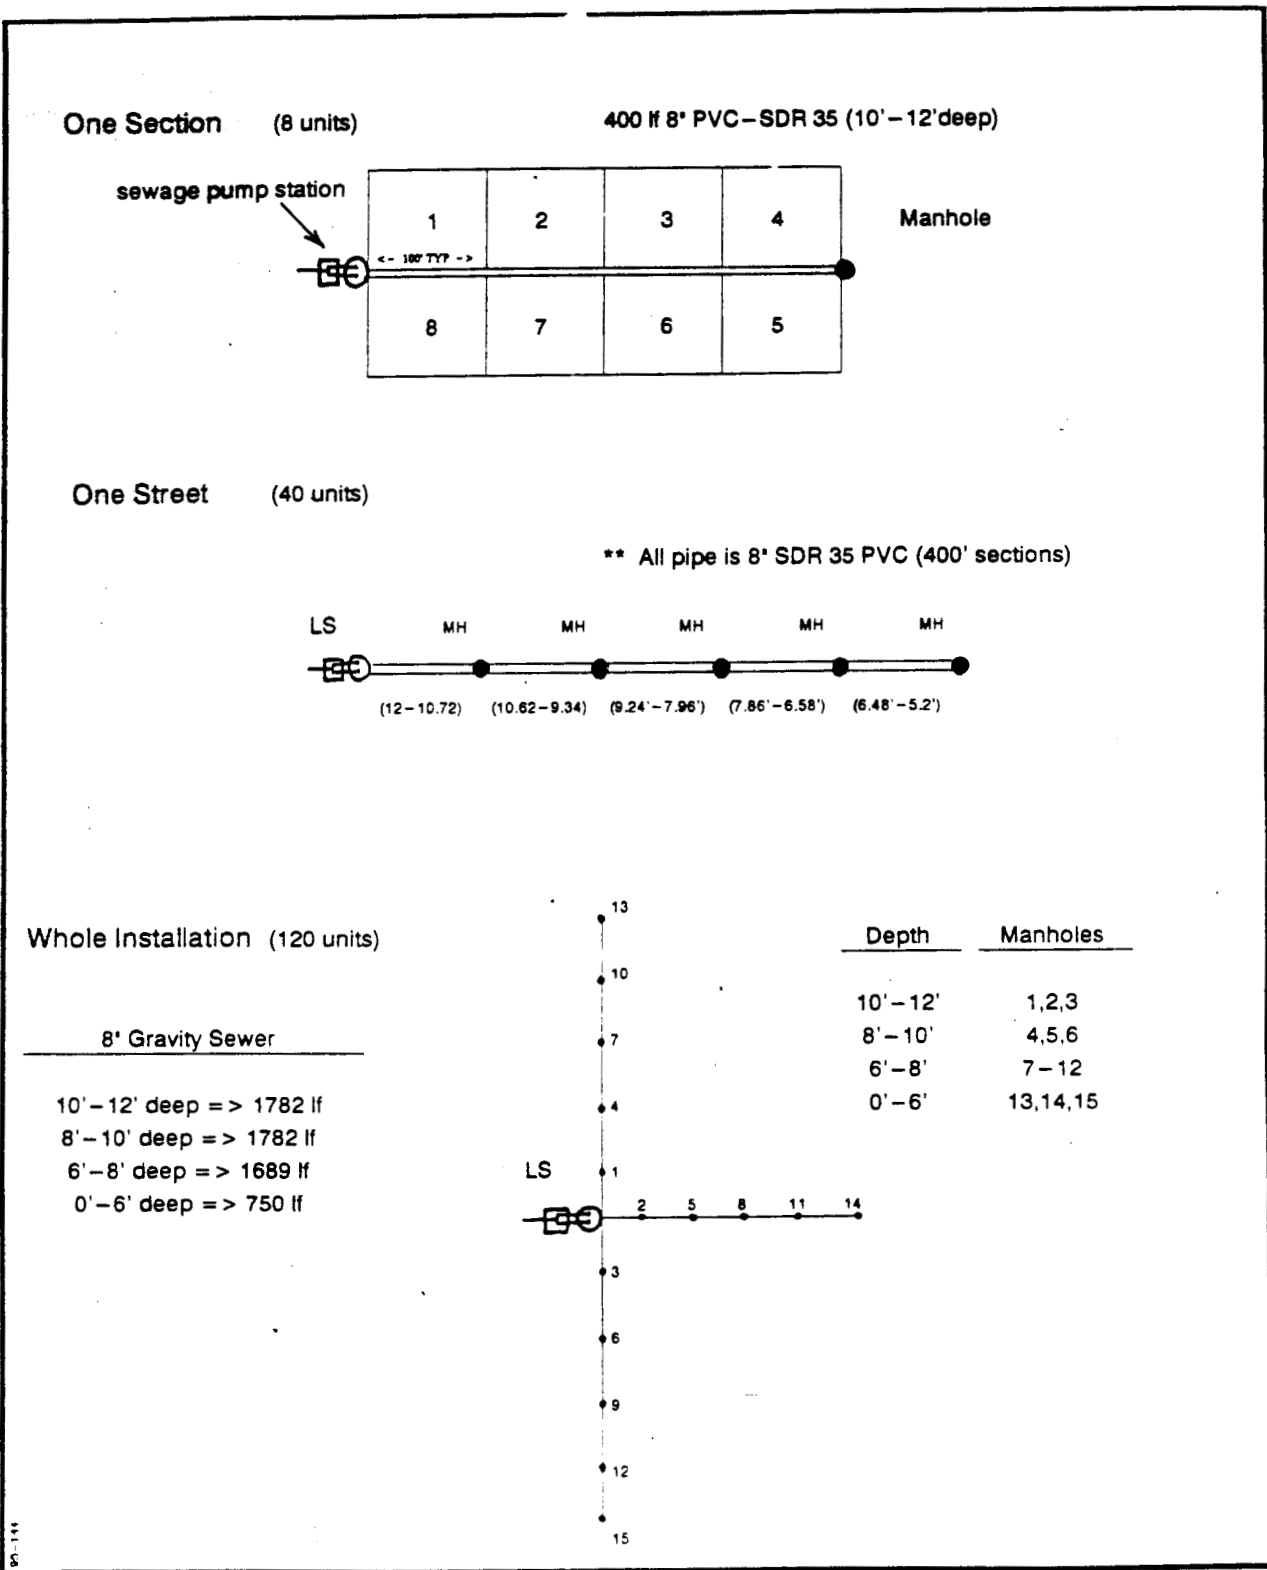 One Section (8 units) 400 lf 8" PVC-SDR 35 (10'-12'deep)
sewage pump station
1 2 3 4 Manhole
<- 100' TYP ->
8 7 6 5
One Street (40 units)
** All pipe is 8" SDR 35 PVC (400' sections)
LS MH MH MH MH MH
(12-10.72) (10.62-9.34) (9.24'-7.96') (7.86'-6.58') (6.48'-5.2')
13
Whole Installation (120 units)
Depth Manholes
10
10'-12' 1,2,3
8" Gravity Sewer
7
8'-10' 4,5,6
6'-8' 7-12
10'-12' deep => 1782 lf
4
0'-6' 13,14,15
8'-10' deep => 1782 lf
6'-8' deep => 1689 lf
LS
1
0'-6' deep => 750 lf
2 5 8 11 14
3
6
9
12
15